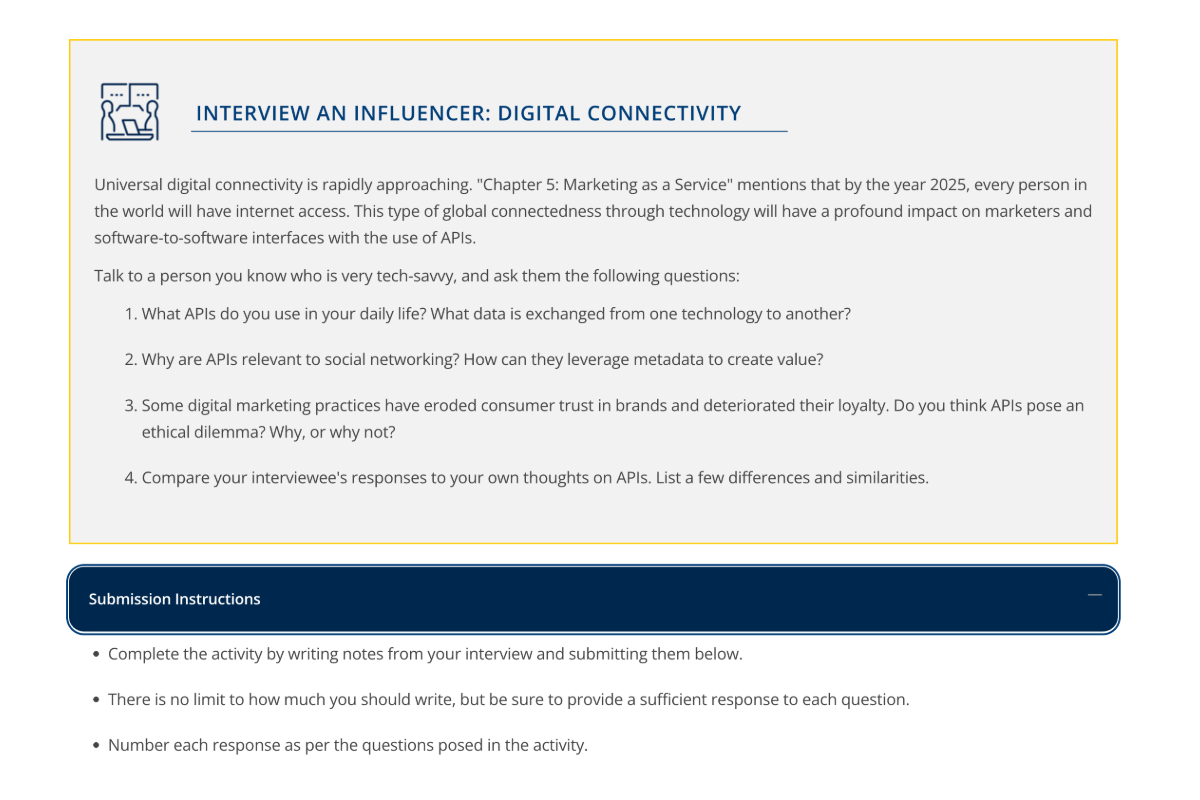 INTERVIEW AN INFLUENCER: DIGITAL CONNECTIVITY
Universal digital connectivity is rapidly approaching. "Chapter 5: Marketing as a Service" mentions that by the year 2025, every person in
the world will have internet access. This type of global connectedness through technology will have a profound impact on marketers and
software-to-software interfaces with the use of APIs.
Talk to a person you know who is very tech-savvy, and ask them the following questions:
1. What APIs do you use in your daily life? What data is exchanged from one technology to another?
2. Why are APIs relevant to social networking? How can they leverage metadata to create value?
3. Some digital marketing practices have eroded consumer trust in brands and deteriorated their loyalty. Do you think APIs pose an
ethical dilemma? Why, or why not?
4. Compare your interviewee's responses to your own thoughts on APIs. List a few differences and similarities.
Submission Instructions
• Complete the activity by writing notes from your interview and submitting them below.
• There is no limit to how much you should write, but be sure to provide a sufficient response to each question.
• Number each response as per the questions posed in the activity.